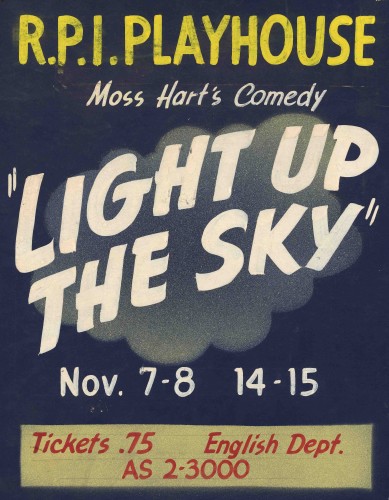 R.P.I. PLAYHOUSE
Moss Hart's Comedy
"LIGHT UP
THE SKY"
Nov. 7-8 14-15
Tickets .75 English Dept.
AS 2-3000